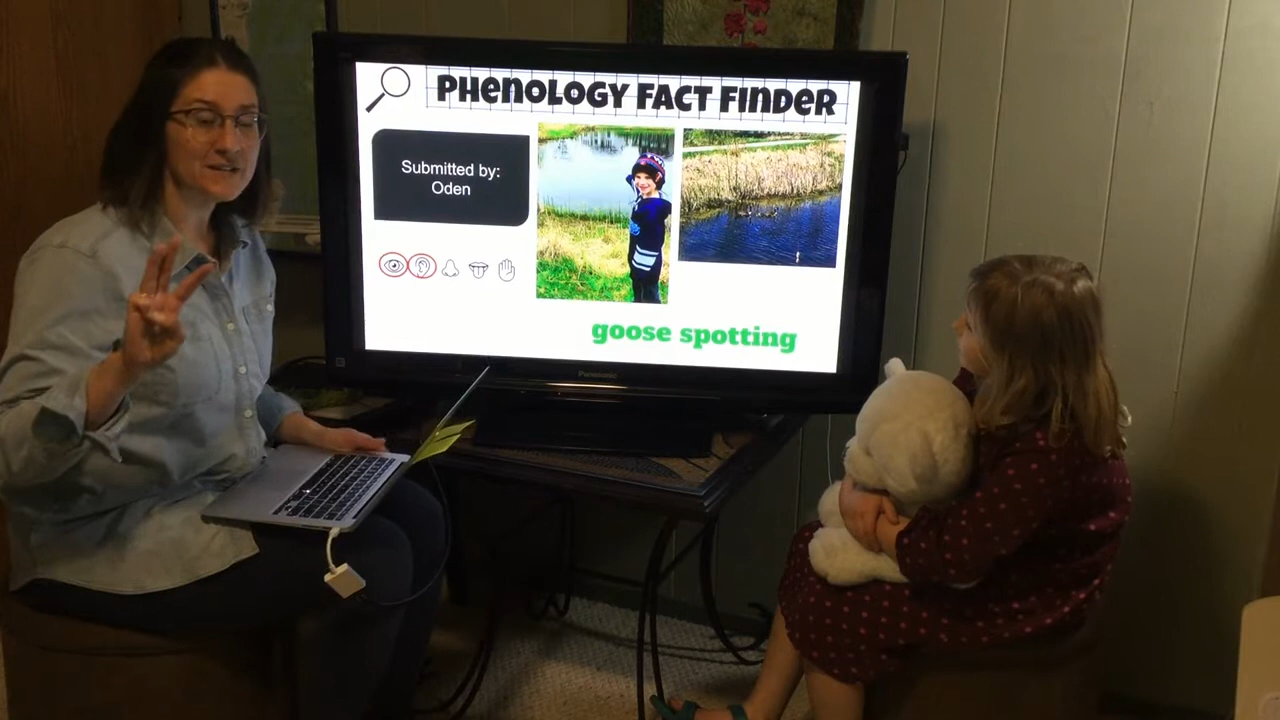 PHENOLOGY FACT FINDER
Submitted by:
Oden
goose spotting
Panasonic